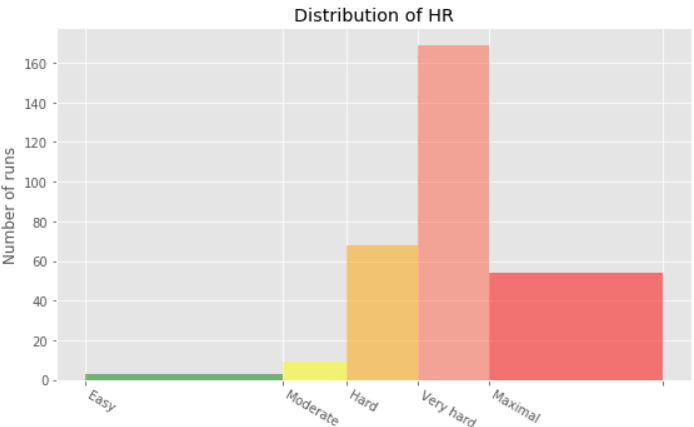 Distribution of HR
Number of runs
160
140
120
100
80
60
40
20
0
Easy
Moderate
Hard
Very hard
Maximal